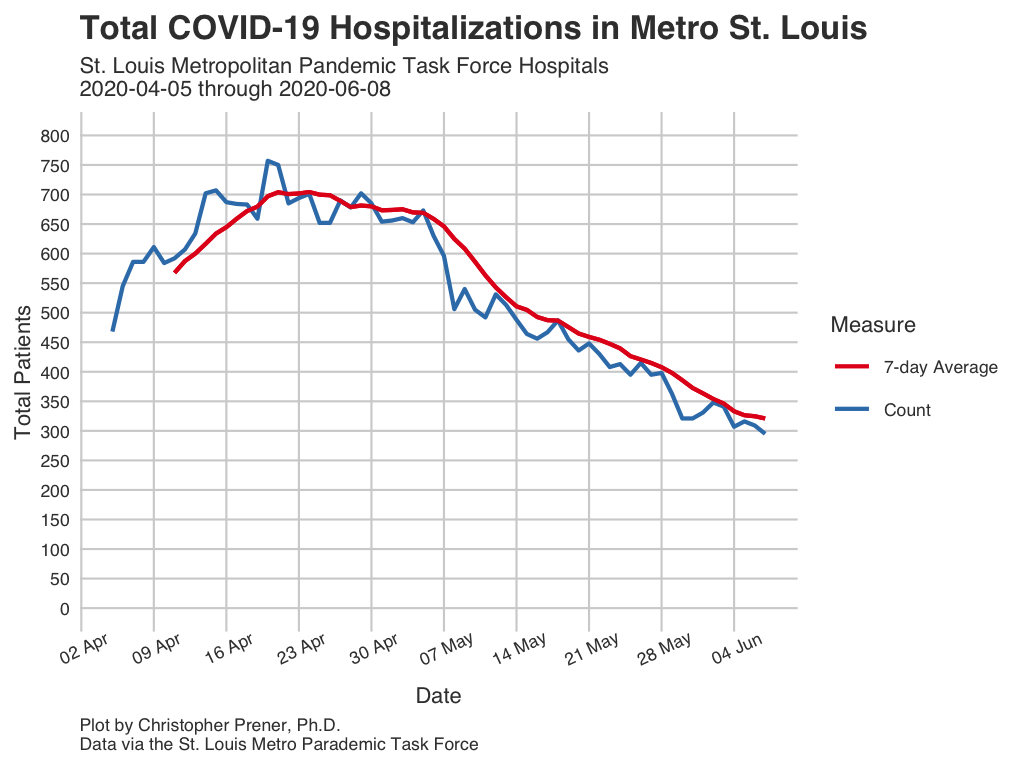 Total COVID-19 Hospitalizations in Metro St. Louis
St. Louis Metropolitan Pandemic Task Force Hospitals
2020-04-05 through 2020-06-08
Total Patients
800
750
700
650
600
550
500
450
400
350
300
250
200
150
100
50
0
02 Apr
09 Apr
16 Apr
23 Apr
30 Apr
07 May
14 May
21 May
28 May
04 Jun
Date
Measure
7-day Average
Count
Plot by Christopher Prener, Ph.D.
Data via the St. Louis Metro Parademic Task Force